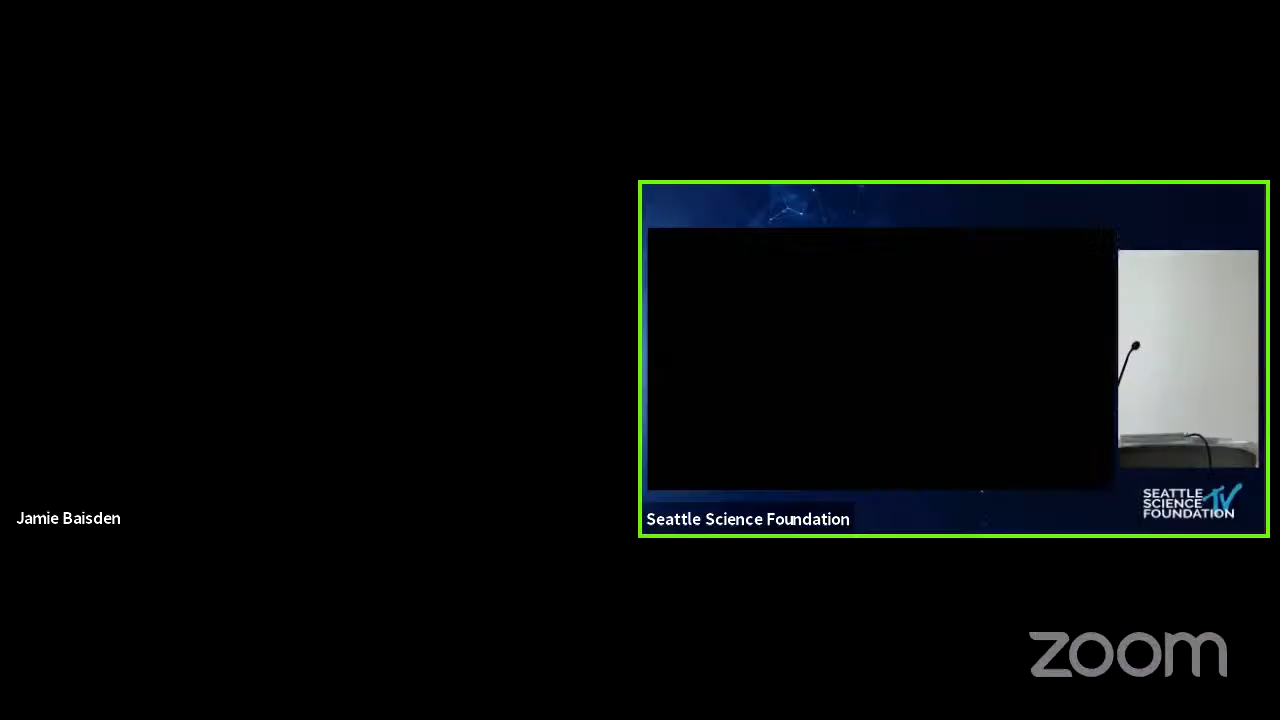 Jamie Baisden
SEATTLE
SCIENCE TV
FOUNDATION
Seattle Science Foundation
zoom